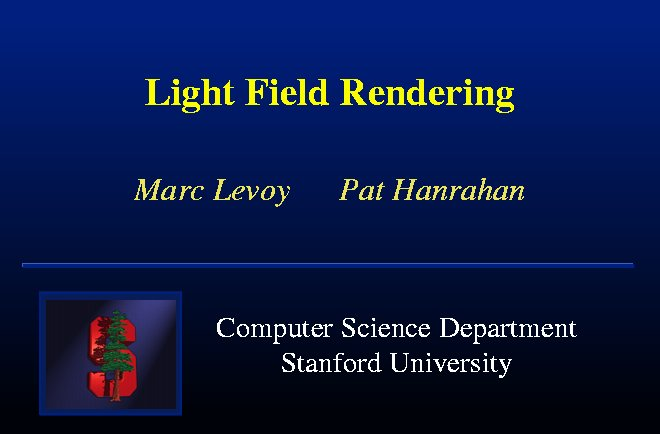 Light Field Rendering
Marc Levoy Pat Hanrahan
Computer Science Department
Stanford University